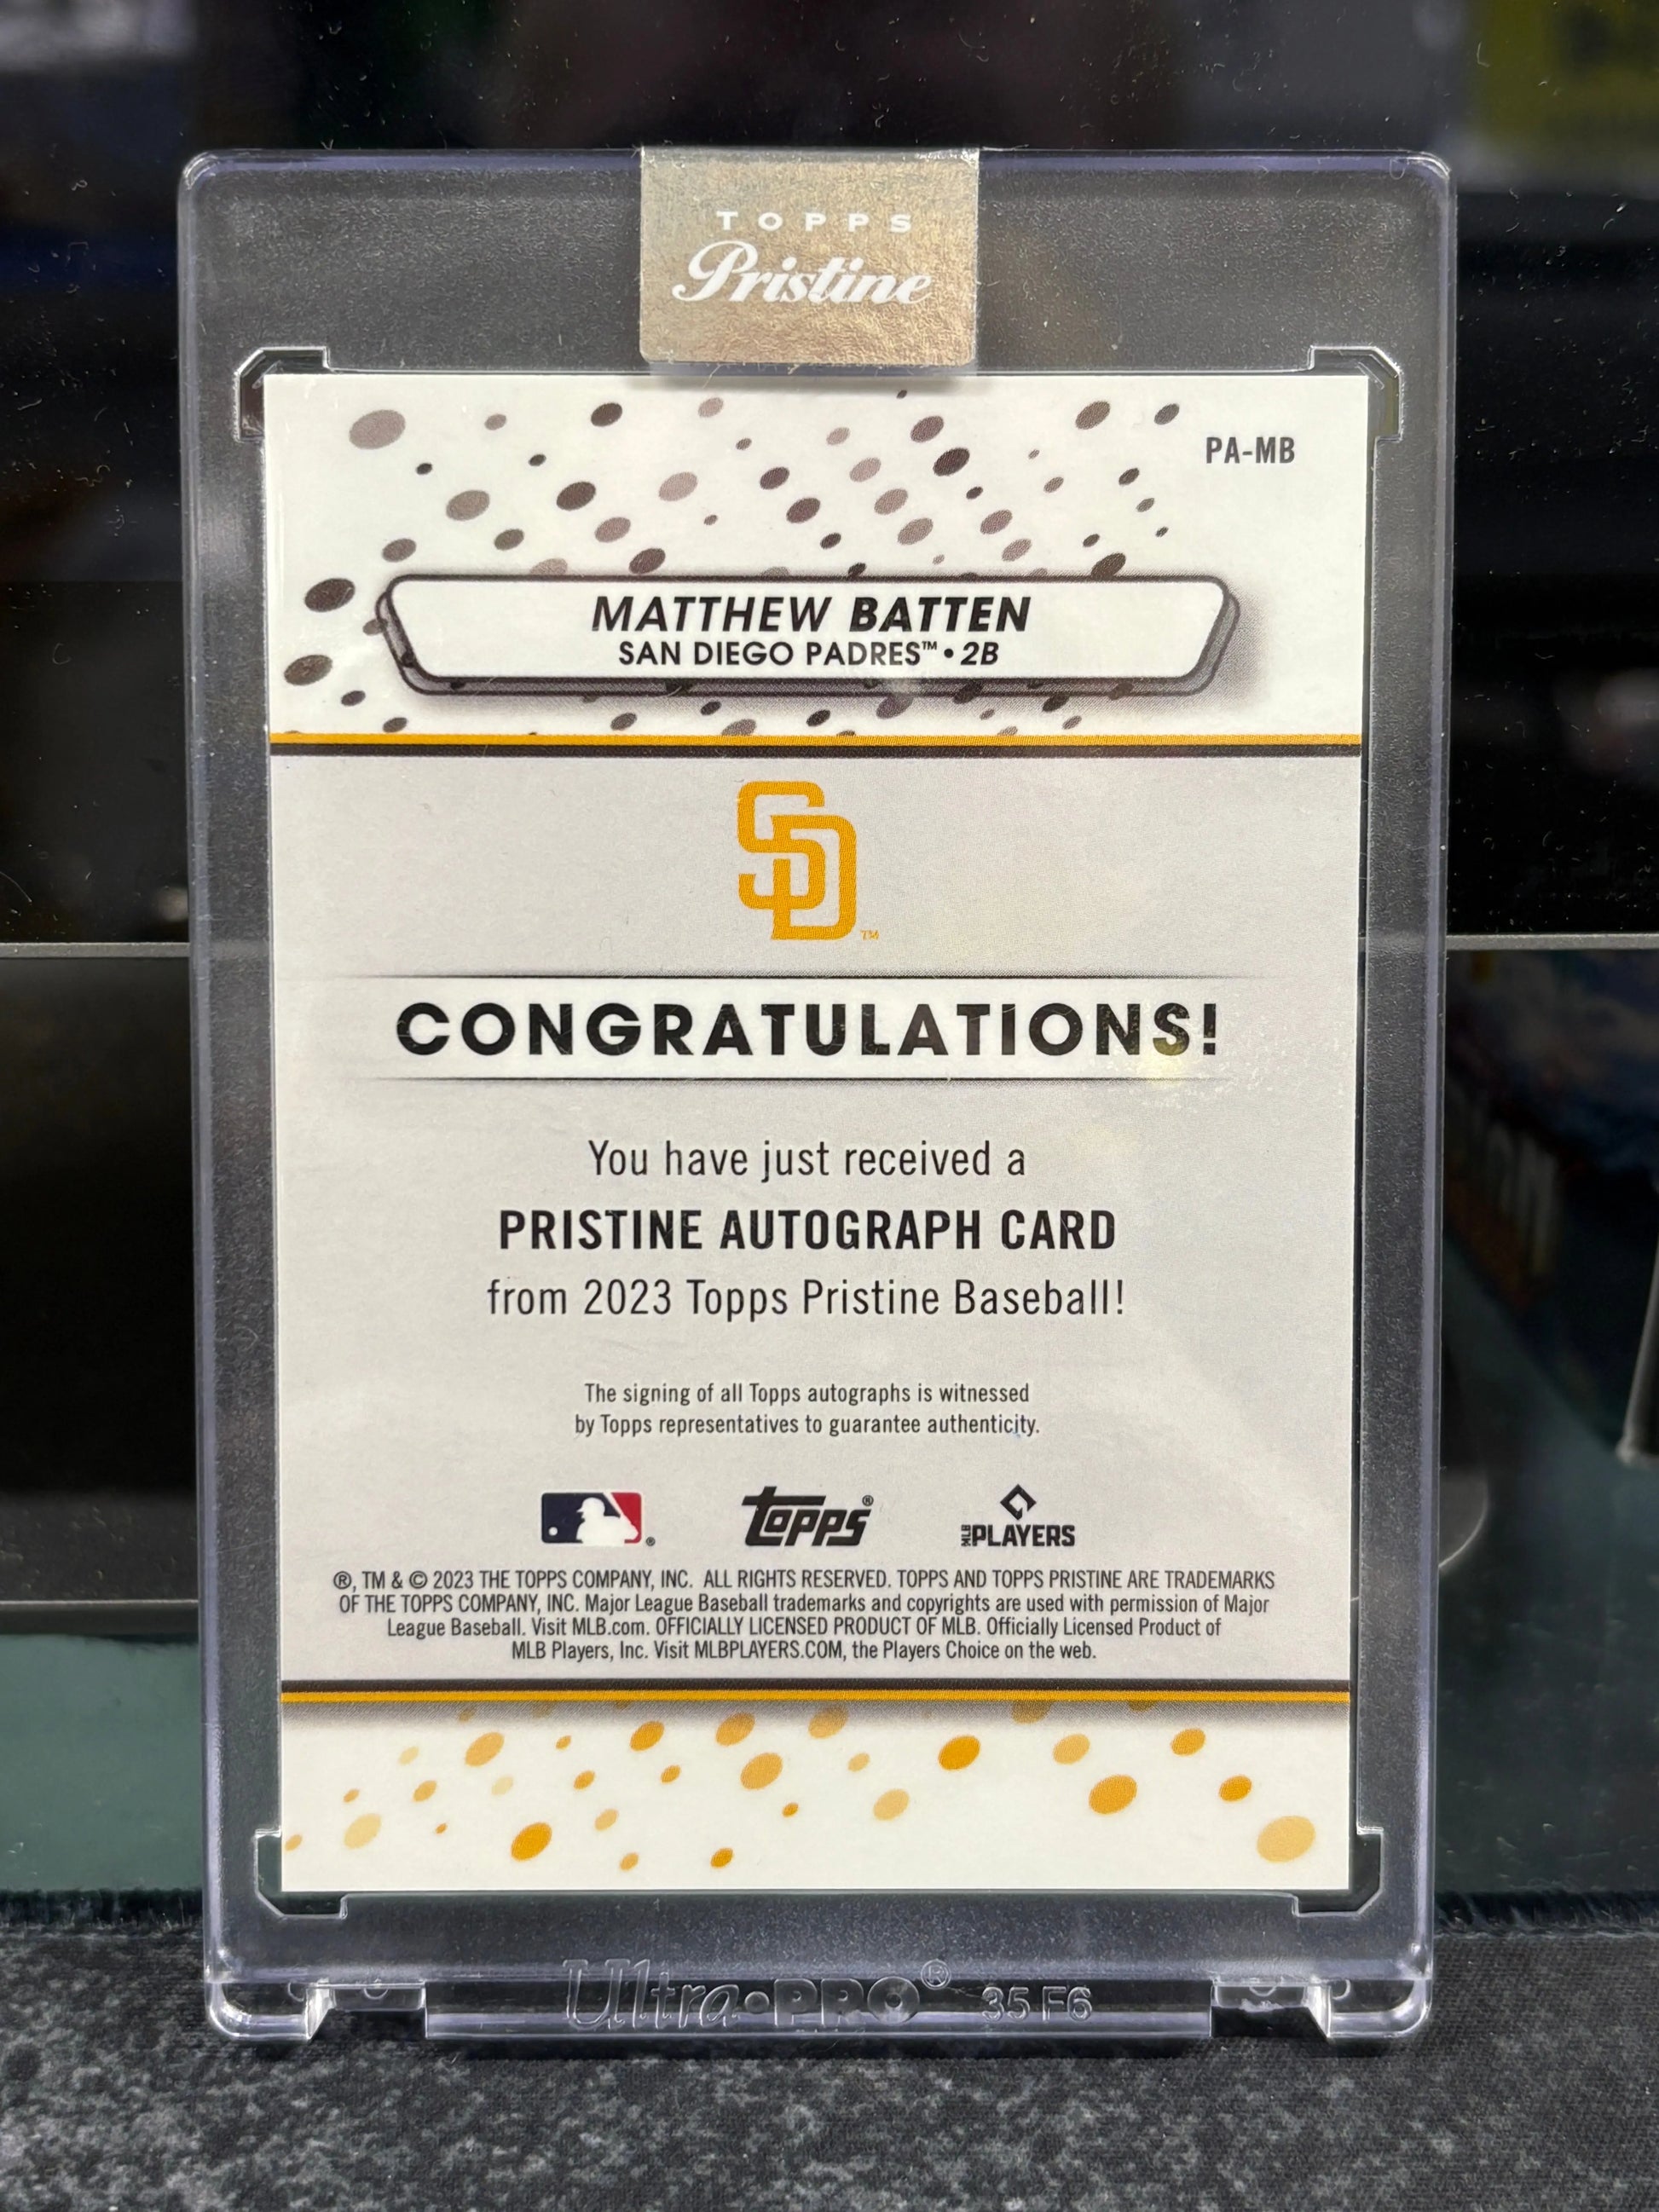 TOPPS
Pristine
PA-MB
MATTHEW BATTEN
SAN DIEGO PADRES™ • 2B
SD™
CONGRATULATIONS!
You have just received a
PRISTINE AUTOGRAPH CARD
from 2023 Topps Pristine Baseball!
The signing of all Topps autographs is witnessed
by Topps representatives to guarantee authenticity.
® Topps® MLB PLAYERS
®, TM & © 2023 THE TOPPS COMPANY, INC. ALL RIGHTS RESERVED. TOPPS AND TOPPS PRISTINE ARE TRADEMARKS
OF THE TOPPS COMPANY, INC. Major League Baseball trademarks and copyrights are used with permission of Major
League Baseball. Visit MLB.com. OFFICIALLY LICENSED PRODUCT OF MLB. Officially Licensed Product of
MLB Players, Inc. Visit MLBPLAYERS.COM, the Players Choice on the web.
Ultra•PRO® 35 F6